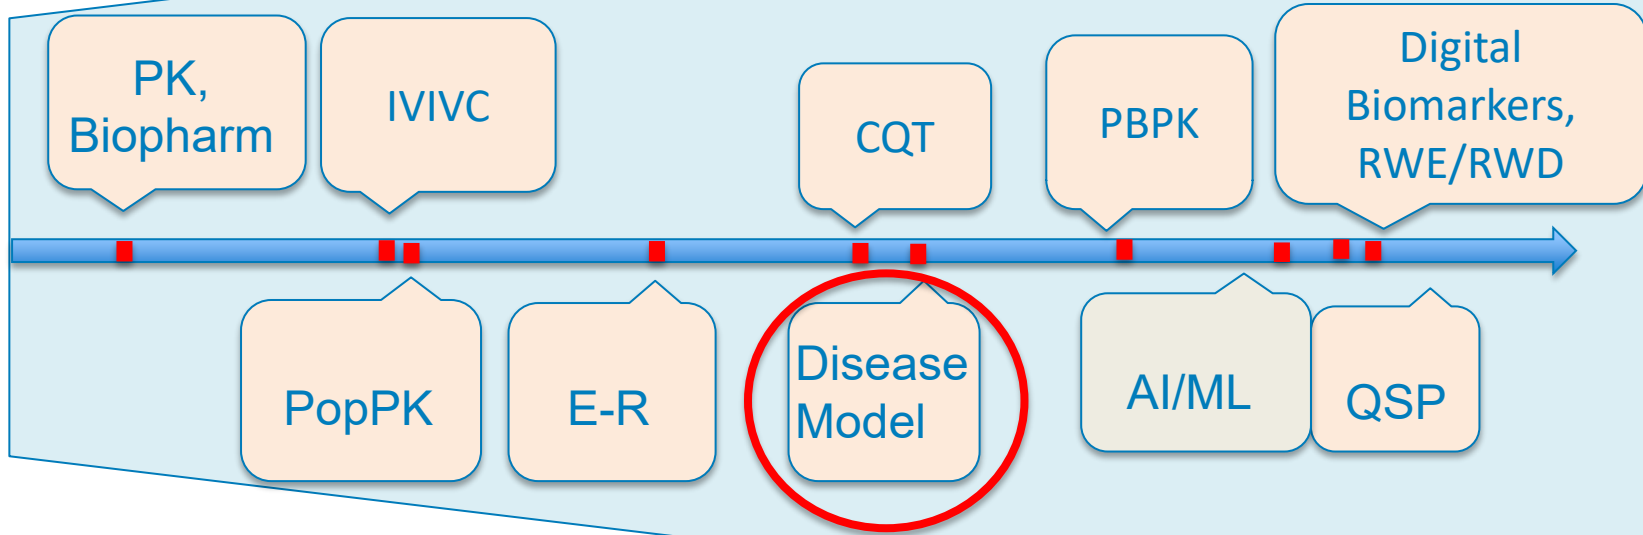 PK,
Biopharm
IVIVC
CQT
PBPK
Digital
Biomarkers,
RWE/RWD
PopPK
E-R
Disease
Model
AI/ML
QSP